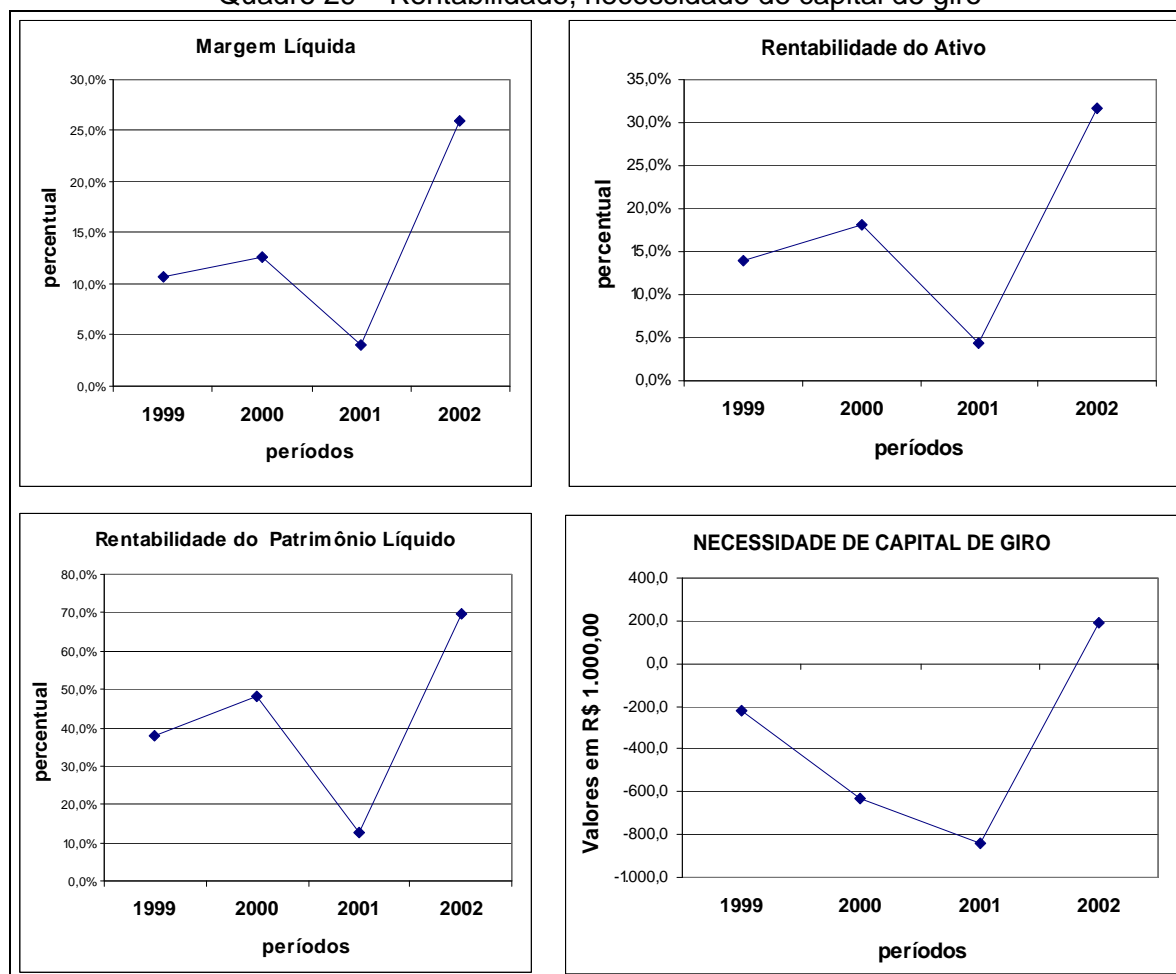 Rentabilidade, necessidade de capital de giro
Margem Líquida
30,0%
25,0%
20,0%
15,0%
10,0%
5,0%
0,0%
percentual
1999 2000 2001 2002
períodos
Rentabilidade do Ativo
35,0%
30,0%
25,0%
20,0%
15,0%
10,0%
5,0%
0,0%
percentual
1999 2000 2001 2002
períodos
Rentabilidade do Patrimônio Líquido
80,0%
70,0%
60,0%
50,0%
40,0%
30,0%
20,0%
10,0%
0,0%
percentual
1999 2000 2001 2002
períodos
NECESSIDADE DE CAPITAL DE GIRO
400,0
200,0
0,0
-200,0
-400,0
-600,0
-800,0
-1000,0
Valores em R$ 1.000,00
1999 2000 2001 2002
períodos